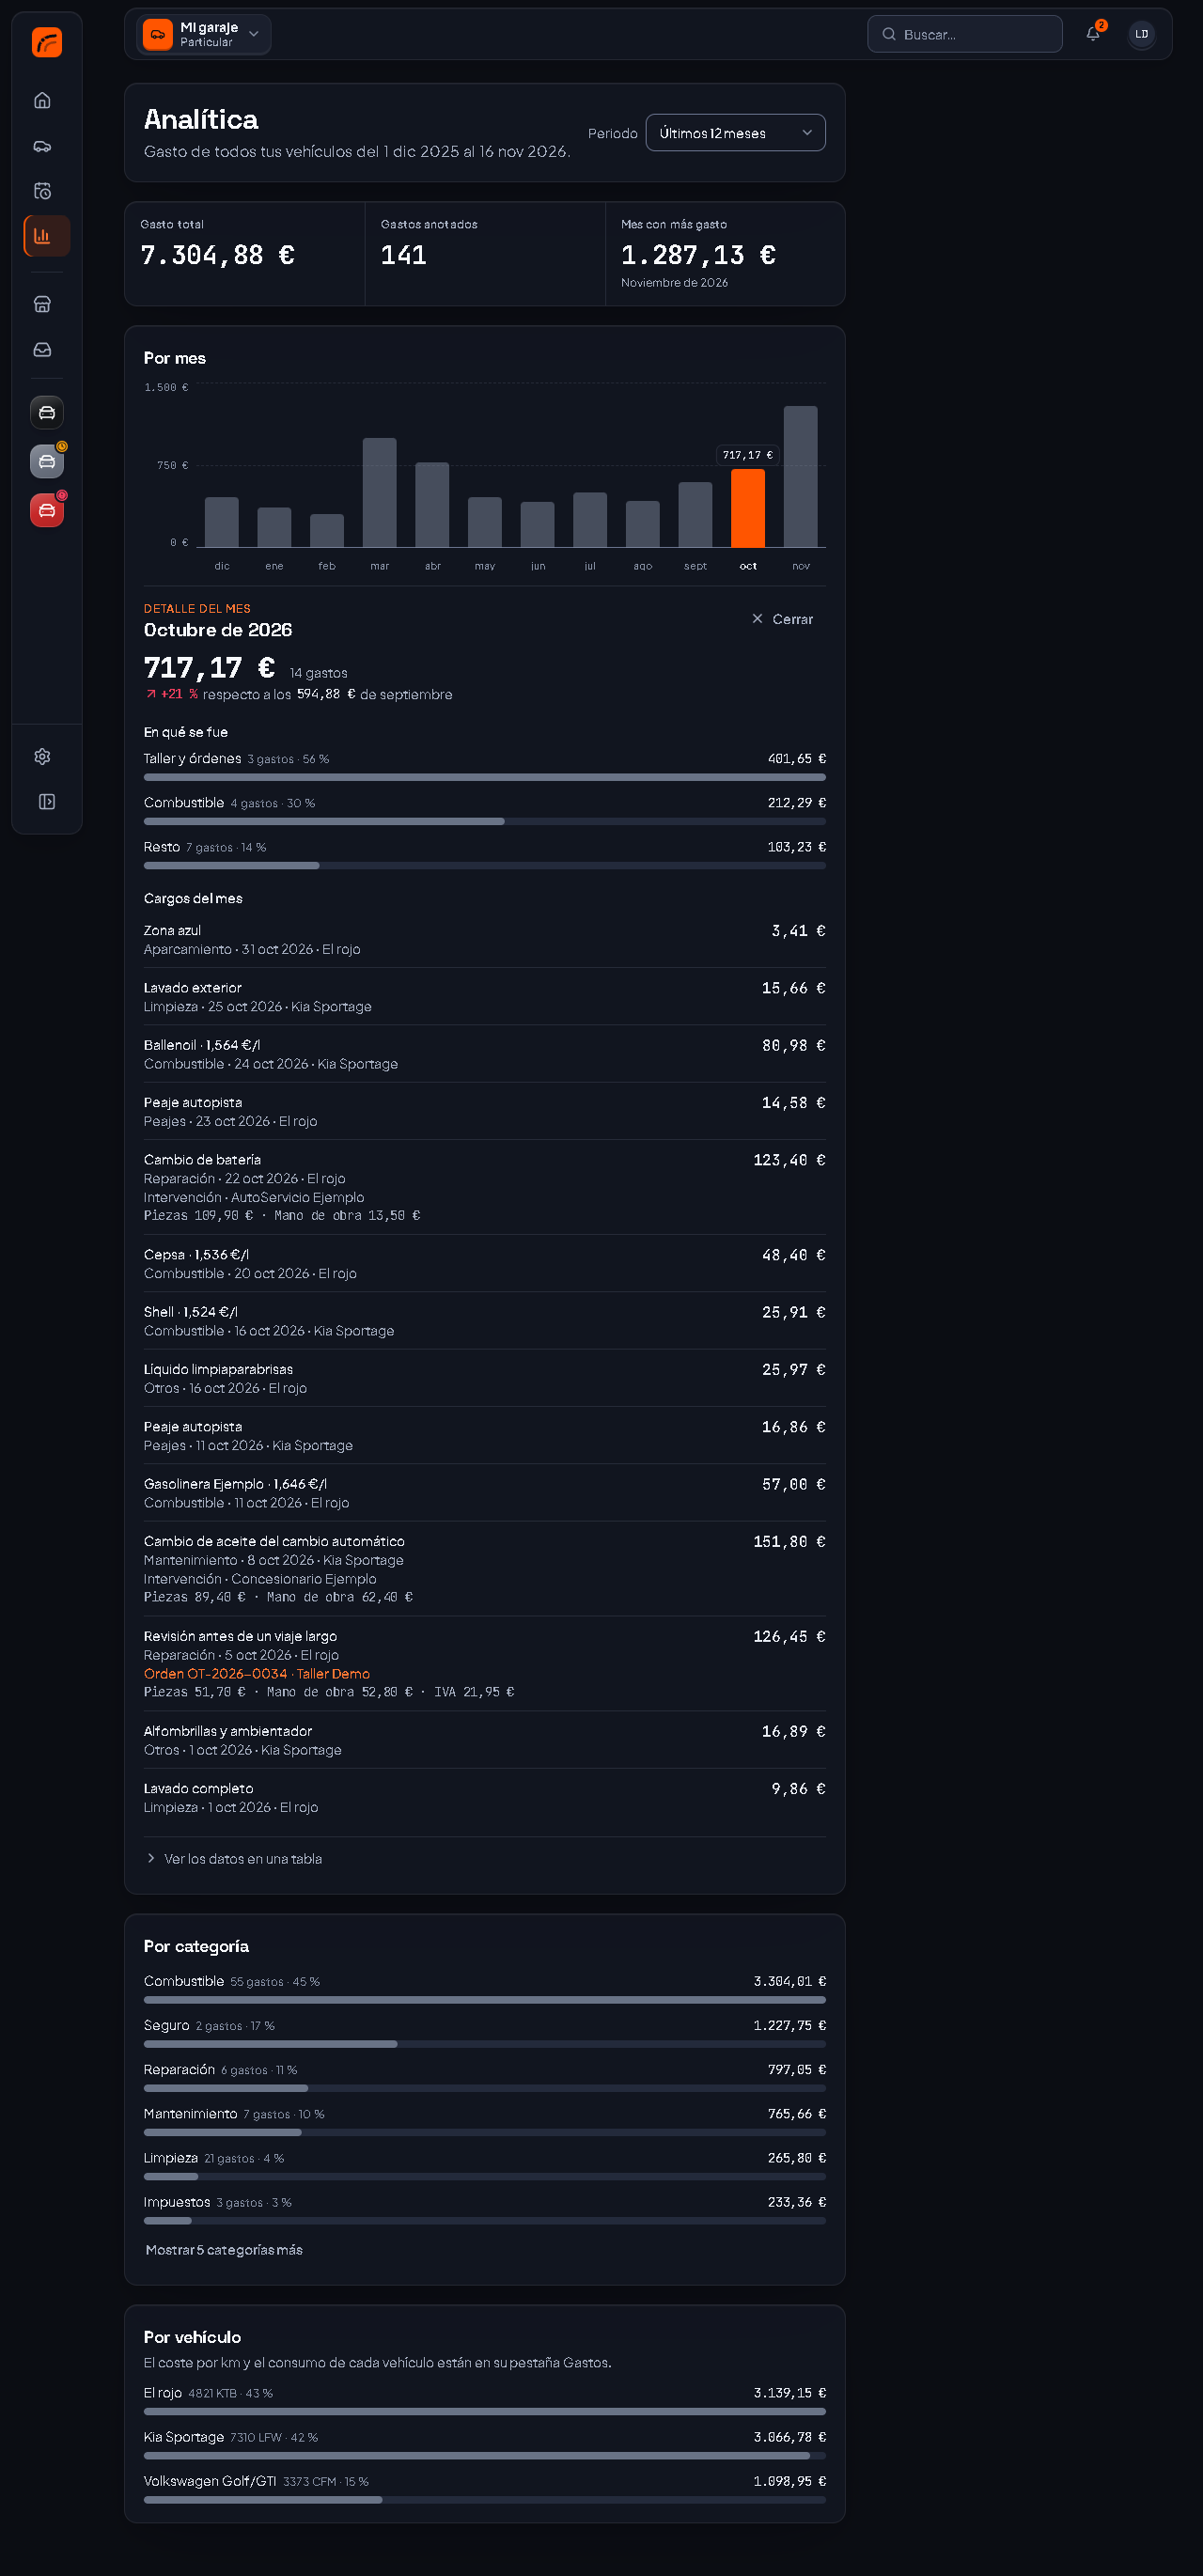 Mi garaje
Particular
Buscar...
2
LD
Analítica
Gasto de todos tus vehículos del 1 dic 2025 al 16 nov 2026.
Periodo
Últimos 12 meses
Gasto total
7.304,88 €
Gastos anotados
141
Mes con más gasto
1.287,13 €
Noviembre de 2026
Por mes
1.500 €
750 €
0 €
717,17 €
dic ene feb mar abr may jun jul ago sept oct nov
DETALLE DEL MES
Octubre de 2026
Cerrar
717,17 € 14 gastos
+21 % respecto a los 594,88 € de septiembre
En qué se fue
Taller y órdenes 3 gastos · 56 % 401,65 €
Combustible 4 gastos · 30 % 212,29 €
Resto 7 gastos · 14 % 103,23 €
Cargos del mes
Zona azul 3,41 €
Aparcamiento • 31 oct 2026 • El rojo
Lavado exterior 15,66 €
Limpieza • 25 oct 2026 • Kia Sportage
Ballenoil · 1,564 €/l 80,98 €
Combustible • 24 oct 2026 • Kia Sportage
Peaje autopista 14,58 €
Peajes • 23 oct 2026 • El rojo
Cambio de batería 123,40 €
Reparación • 22 oct 2026 • El rojo
Intervención • AutoServicio Ejemplo
Piezas 109,90 € · Mano de obra 13,50 €
Cepsa · 1,536 €/l 48,40 €
Combustible • 20 oct 2026 • El rojo
Shell · 1,524 €/l 25,91 €
Combustible • 16 oct 2026 • Kia Sportage
Líquido limpiaparabrisas 25,97 €
Otros • 16 oct 2026 • El rojo
Peaje autopista 16,86 €
Peajes • 11 oct 2026 • Kia Sportage
Gasolinera Ejemplo · 1,646 €/l 57,00 €
Combustible • 11 oct 2026 • El rojo
Cambio de aceite del cambio automático 151,80 €
Mantenimiento • 8 oct 2026 • Kia Sportage
Intervención • Concesionario Ejemplo
Piezas 89,40 € · Mano de obra 62,40 €
Revisión antes de un viaje largo 126,45 €
Reparación • 5 oct 2026 • El rojo
Orden OT-2026-0034 · Taller Demo
Piezas 51,70 € · Mano de obra 52,80 € · IVA 21,95 €
Alfombrillas y ambientador 16,89 €
Otros • 1 oct 2026 • Kia Sportage
Lavado completo 9,86 €
Limpieza • 1 oct 2026 • El rojo
Ver los datos en una tabla
Por categoría
Combustible 55 gastos · 45 % 3.304,01 €
Seguro 2 gastos · 17 % 1.227,75 €
Reparación 6 gastos · 11 % 797,05 €
Mantenimiento 7 gastos · 10 % 765,66 €
Limpieza 21 gastos · 4 % 265,80 €
Impuestos 3 gastos · 3 % 233,36 €
Mostrar 5 categorías más
Por vehículo
El coste por km y el consumo de cada vehículo están en su pestaña Gastos.
El rojo 4821 KTB · 43 % 3.139,15 €
Kia Sportage 7310 LFW · 42 % 3.066,78 €
Volkswagen Golf/GTI 3373 CFM · 15 % 1.098,95 €